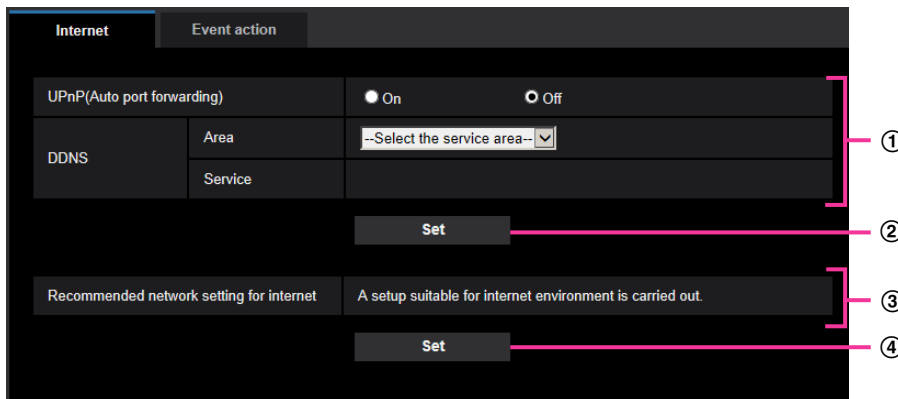 Internet Event action
UPnP(Auto port forwarding) On Off
DDNS Area --Select the service area--
Service
①
Set
②
Recommended network setting for internet A setup suitable for internet environment is carried out.
③
Set
④